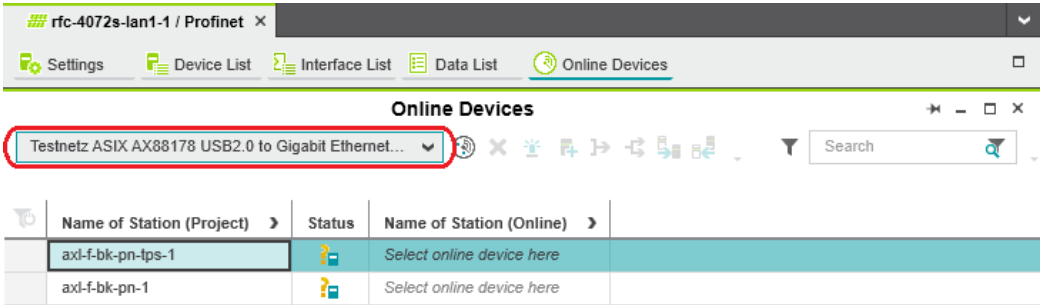 rfc-4072s-lan1-1 / Profinet
Settings Device List Interface List Data List Online Devices
Online Devices
Testnetz ASIX AX88178 USB2.0 to Gigabit Ethernet... Search
Name of Station (Project) Status Name of Station (Online)
axl-f-bk-pn-tps-1 Select online device here
axl-f-bk-pn-1 Select online device here